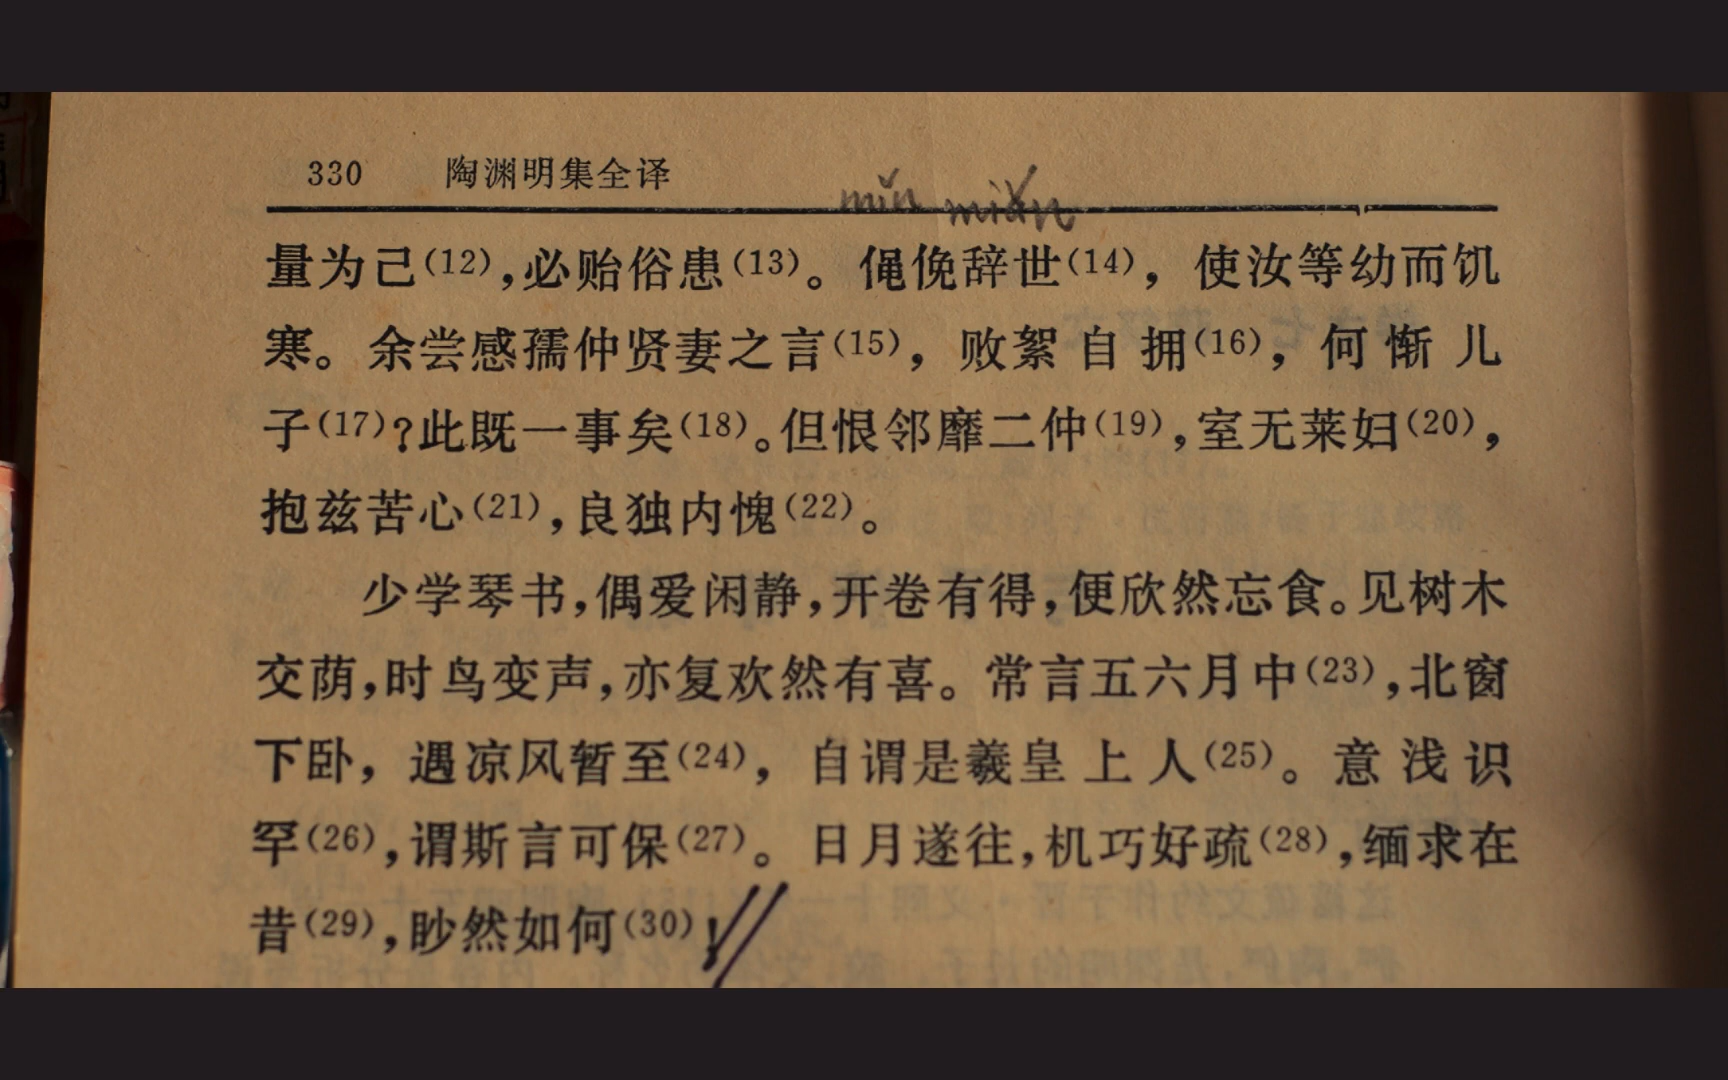 330 陶渊明集全译
mǐn miǎn
量为己(12),必贻俗患(13)。僶俛辞世(14)，使汝等幼而饥
寒。余尝感孺仲贤妻之言(15)，败絮自拥(16)，何惭儿
子(17)?此既一事矣(18)。但恨邻靡二仲(19),室无莱妇(20)，
抱兹苦心(21),良独内愧(22)。
少学琴书,偶爱闲静,开卷有得,便欣然忘食。见树木
交荫,时鸟变声,亦复欢然有喜。常言五六月中(23),北窗
下卧，遇凉风暂至(24)，自谓是羲皇上人(25)。意浅识
罕(26),谓斯言可保(27)。日月遂往,机巧好疏(28),缅求在
昔(29),眇然如何(30)!